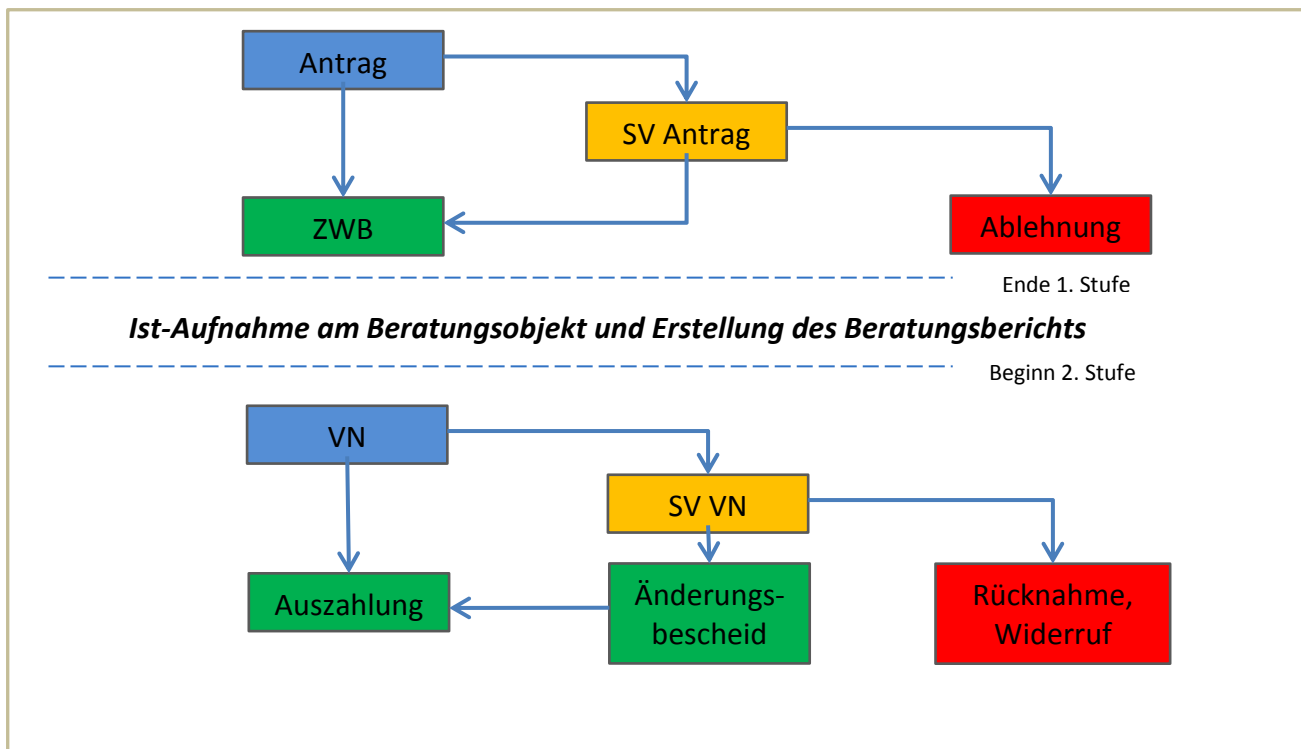 Antrag
SV Antrag
ZWB
Ablehnung
Ende 1. Stufe
Ist-Aufnahme am Beratungsobjekt und Erstellung des Beratungsberichts
Beginn 2. Stufe
VN
SV VN
Auszahlung
Änderungs-
bescheid
Rücknahme,
Widerruf